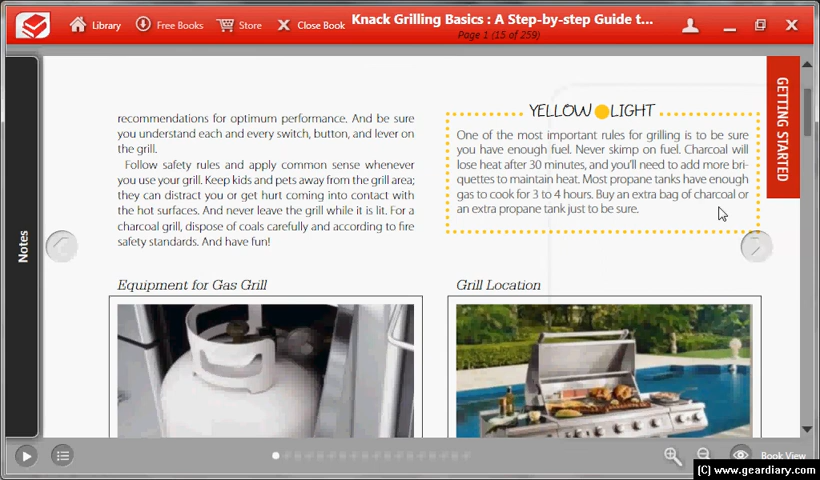 Library
Free Books
Store
Close Book
Knack Grilling Basics : A Step-by-step Guide t...
Page 1 (15 of 259)
Notes
recommendations for optimum performance. And be sure
you understand each and every switch, button, and lever on
the grill.
Follow safety rules and apply common sense whenever
you use your grill. Keep kids and pets away from the grill area;
they can distract you or get hurt coming into contact with
the hot surfaces. And never leave the grill while it is lit. For a
charcoal grill, dispose of coals carefully and according to fire
safety standards. And have fun!
YELLOW LIGHT
One of the most important rules for grilling is to be sure
you have enough fuel. Never skimp on fuel. Charcoal will
lose heat after 30 minutes, and you'll need to add more bri-
quettes to maintain heat. Most propane tanks have enough
gas to cook for 3 to 4 hours. Buy an extra bag of charcoal or
an extra propane tank just to be sure.
GETTING STARTED
Equipment for Gas Grill
Grill Location
Book View
(C) www.geardiary.com